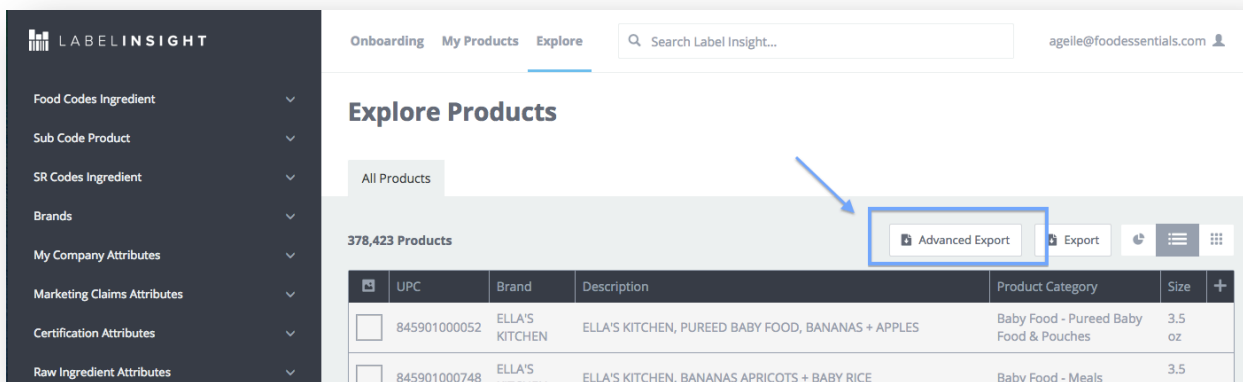 LABELINSIGHT
Onboarding My Products Explore
Search Label Insight...
ageile@foodessentials.com
Food Codes Ingredient
Sub Code Product
SR Codes Ingredient
Brands
My Company Attributes
Marketing Claims Attributes
Certification Attributes
Raw Ingredient Attributes
Explore Products
All Products
378,423 Products
Advanced Export
Export
UPC Brand Description Product Category Size
845901000052 ELLA'S KITCHEN ELLA'S KITCHEN, PUREED BABY FOOD, BANANAS + APPLES Baby Food - Pureed Baby Food & Pouches 3.5 oz
845901000748 ELLA'S ELLA'S KITCHEN, BANANAS APRICOTS + BABY RICE Baby Food - Meals 3.5